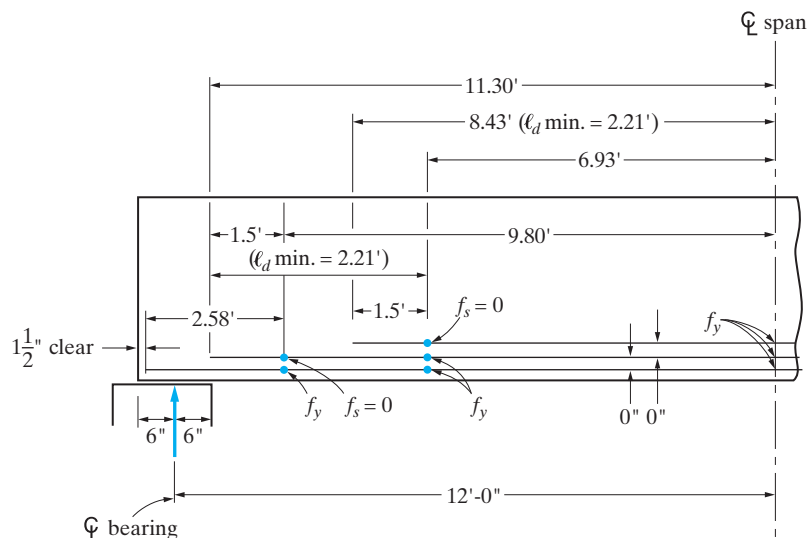 ℄ span
11.30'
8.43' (ℓd min. = 2.21')
6.93'
1.5'
9.80'
(ℓd min. = 2.21')
2.58'
1.5'
fs = 0
fy
1 1/2" clear
fy
fs = 0
fy
0" 0"
6" 6"
12'-0"
℄ bearing